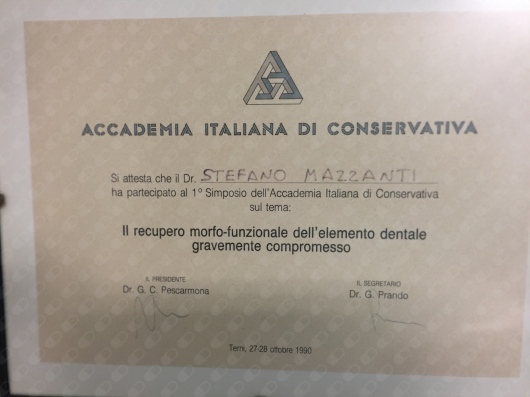 ACCADEMIA ITALIANA DI CONSERVATIVA
Si attesta che il Dr. STEFANO MAZZANTI
ha partecipato al 1° Simposio dell'Accademia Italiana di Conservativa
sul tema:
Il recupero morfo-funzionale dell'elemento dentale
gravemente compromesso
IL PRESIDENTE
Dr. G. C. Pescarmona
IL SEGRETARIO
Dr. G. Prando
Terni, 27-28 ottobre 1990